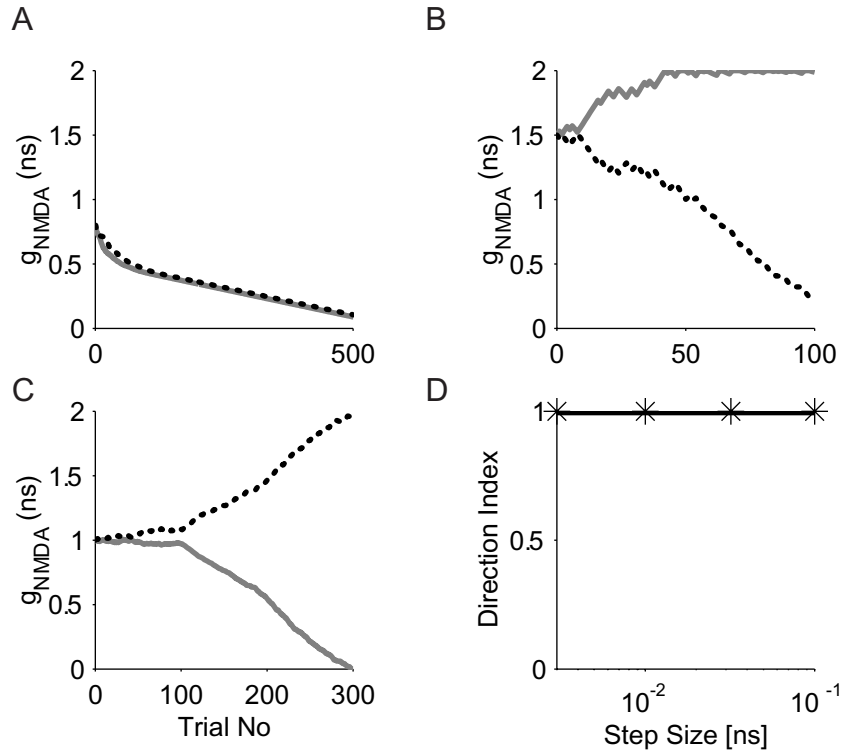 A
B
2
1.5
1
0.5
0
g_NMDA (ns)
0
500
2
1.5
1
0.5
0
g_NMDA (ns)
0
50
100
C
D
2
1.5
1
0.5
0
g_NMDA (ns)
0
100
200
300
Trial No
1
0.5
0
Direction Index
10^-2
10^-1
Step Size [ns]